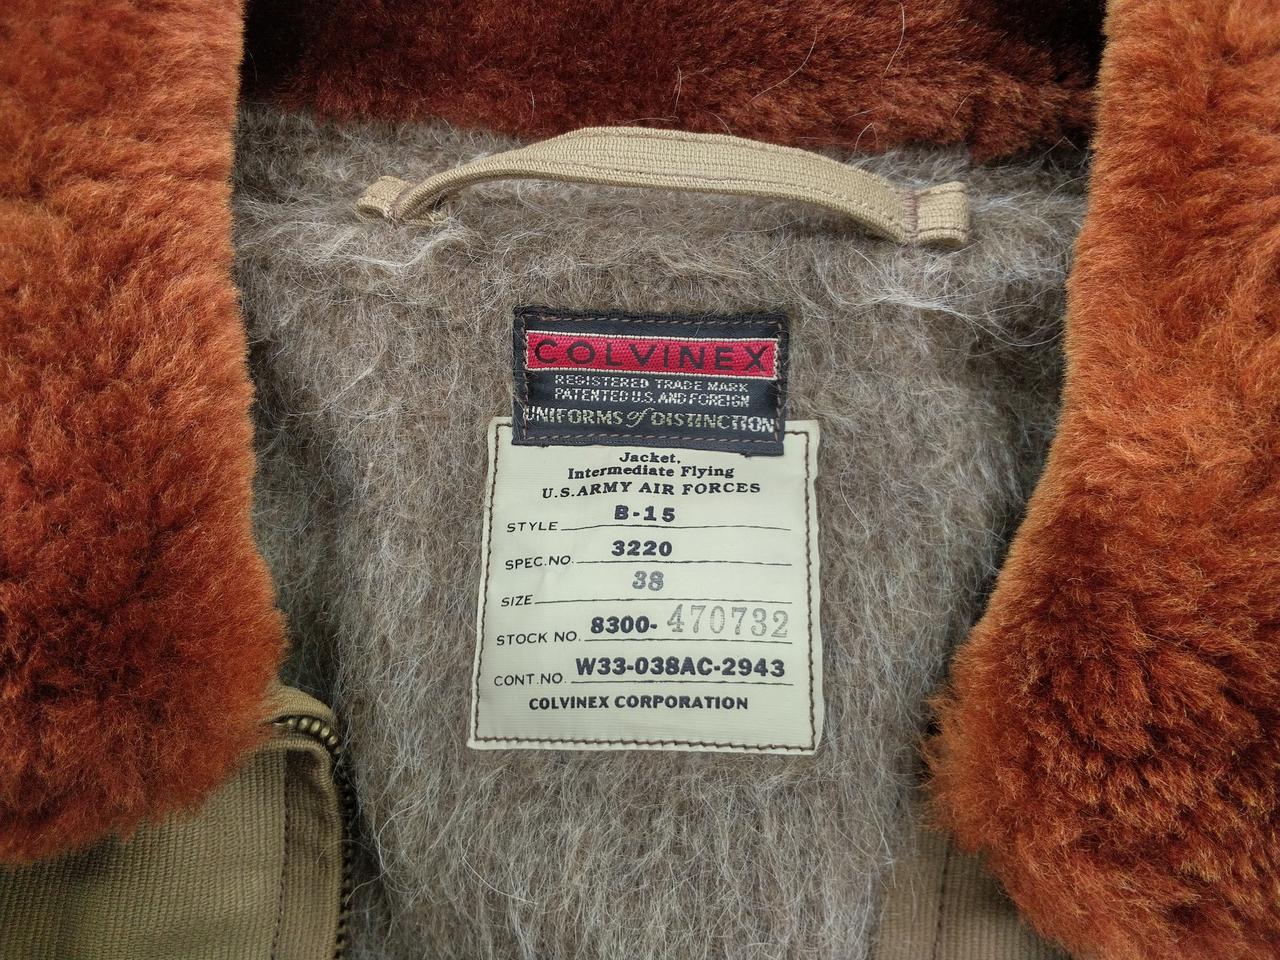 COLVINEX
REGISTERED TRADE MARK
PATENTED U.S. AND FOREIGN
UNIFORMS of DISTINCTION
Jacket,
Intermediate Flying
U.S.ARMY AIR FORCES
STYLE B-15
SPEC.NO. 3220
SIZE 38
STOCK NO. 8300- 470732
CONT.NO. W33-038AC-2943
COLVINEX CORPORATION